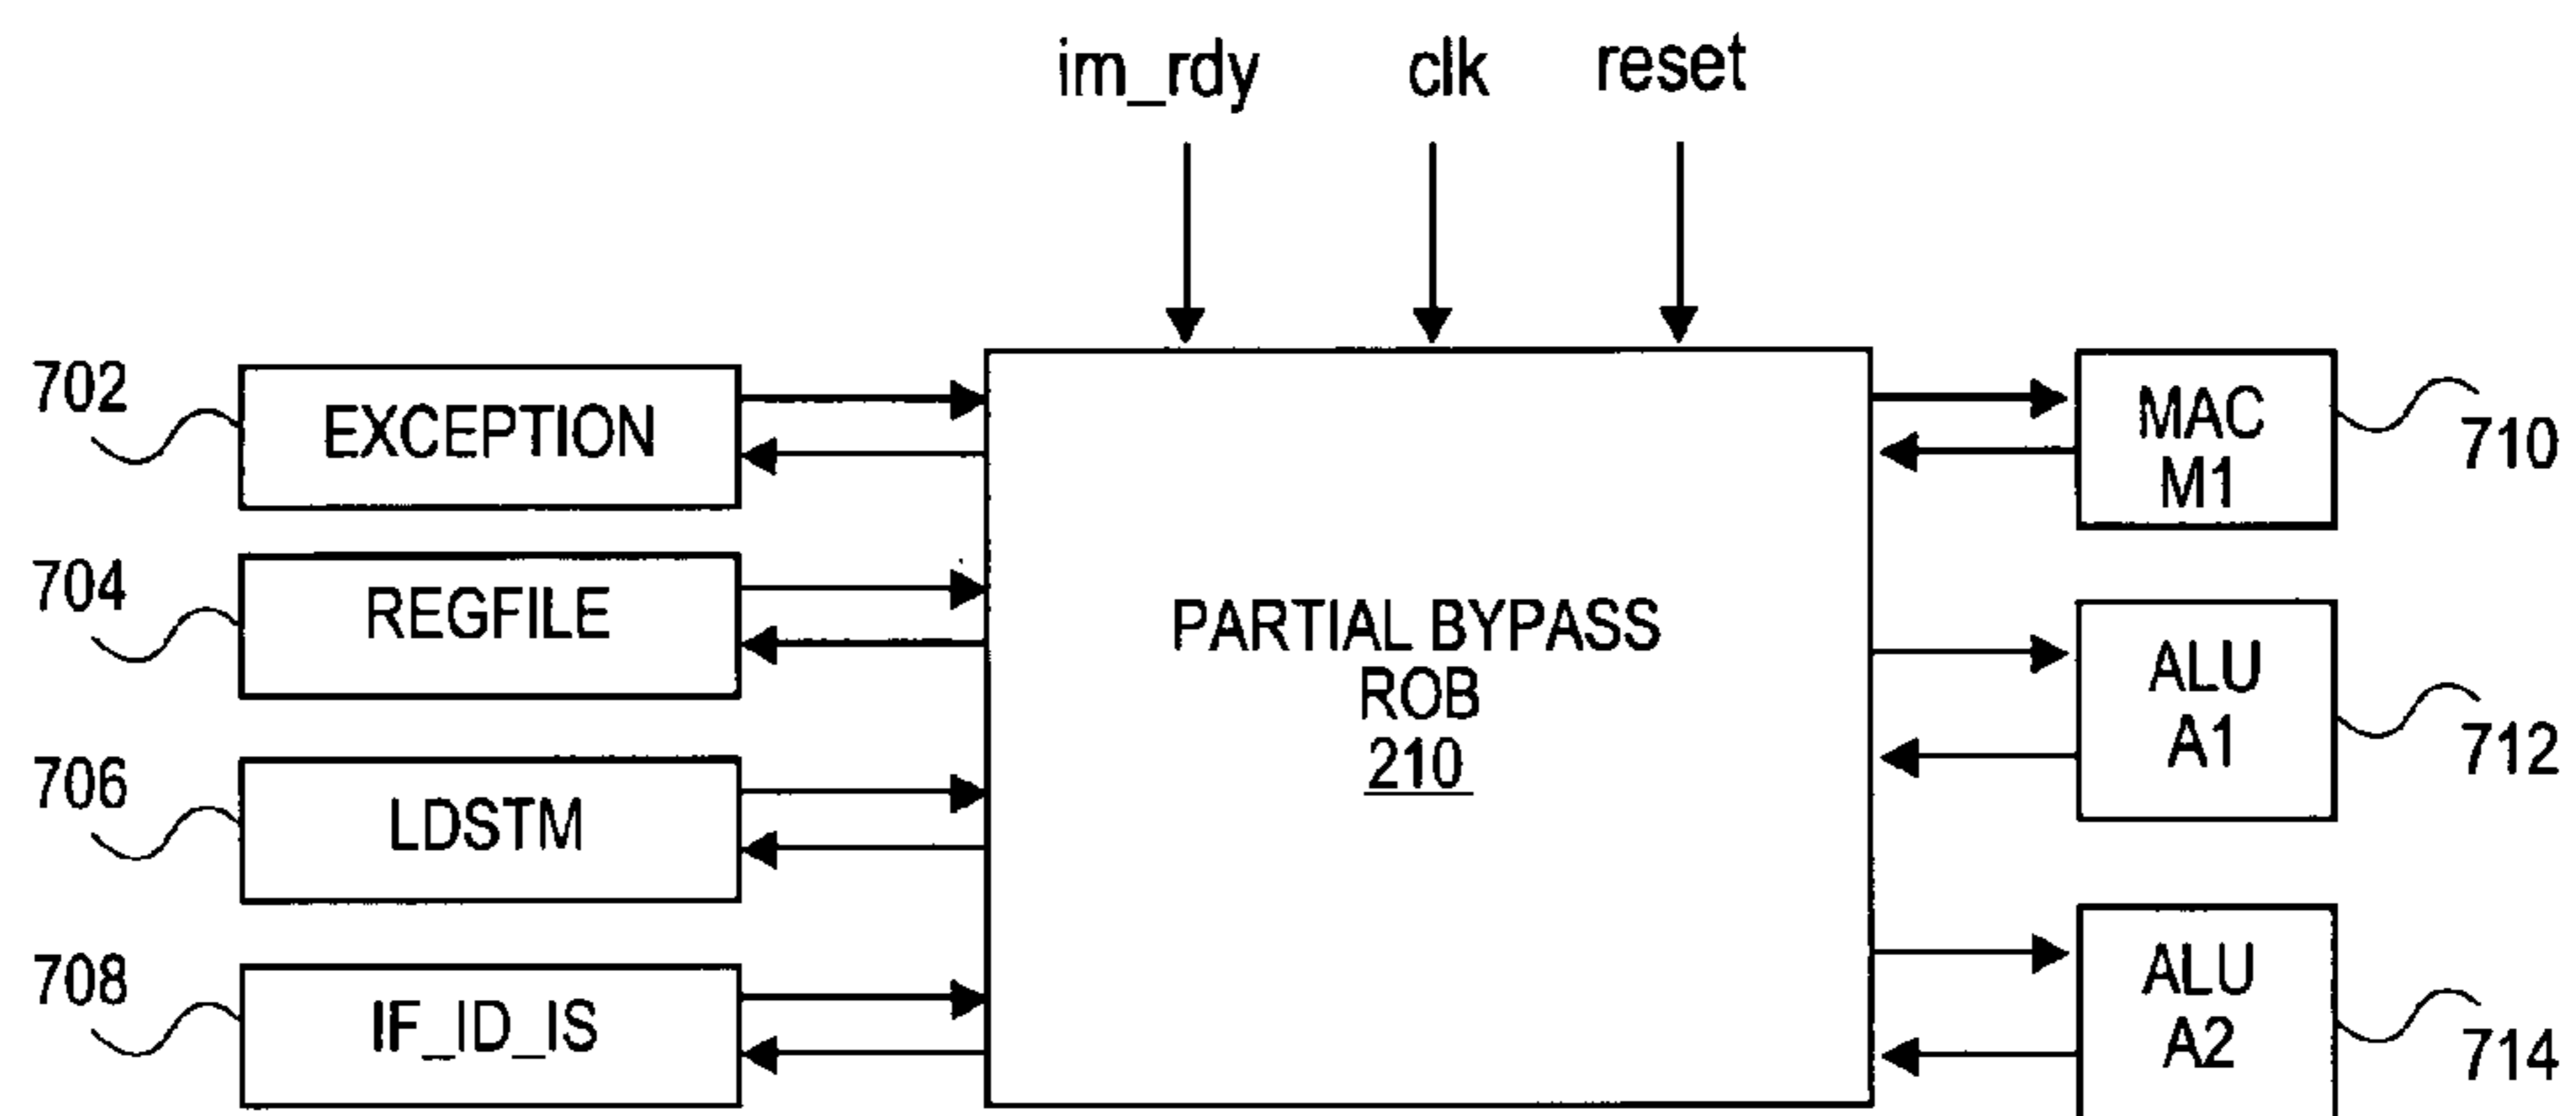 im_rdy clk reset
702 EXCEPTION
704 REGFILE
706 LDSTM
708 IF_ID_IS
PARTIAL BYPASS
ROB
210
MAC
M1
710
ALU
A1
712
ALU
A2
714